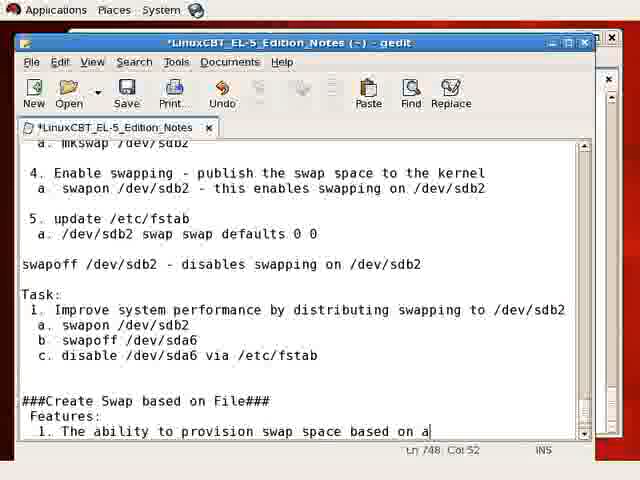 Applications Places System
*LinuxCBT_EL-5_Edition_Notes (~) - gedit
File Edit View Search Tools Documents Help
New Open Save Print... Undo Paste Find Replace
*LinuxCBT_EL-5_Edition_Notes
a. mkswap /dev/sdb2
4. Enable swapping - publish the swap space to the kernel
a swapon /dev/sdb2 - this enables swapping on /dev/sdb2
5. update /etc/fstab
a. /dev/sdb2 swap swap defaults 0 0
swapoff /dev/sdb2 - disables swapping on /dev/sdb2
Task:
1. Improve system performance by distributing swapping to /dev/sdb2
a. swapon /dev/sdb2
b swapoff /dev/sda6
c. disable /dev/sda6 via /etc/fstab
###Create Swap based on File###
Features:
1. The ability to provision swap space based on a
Ln 748, Col 52 INS